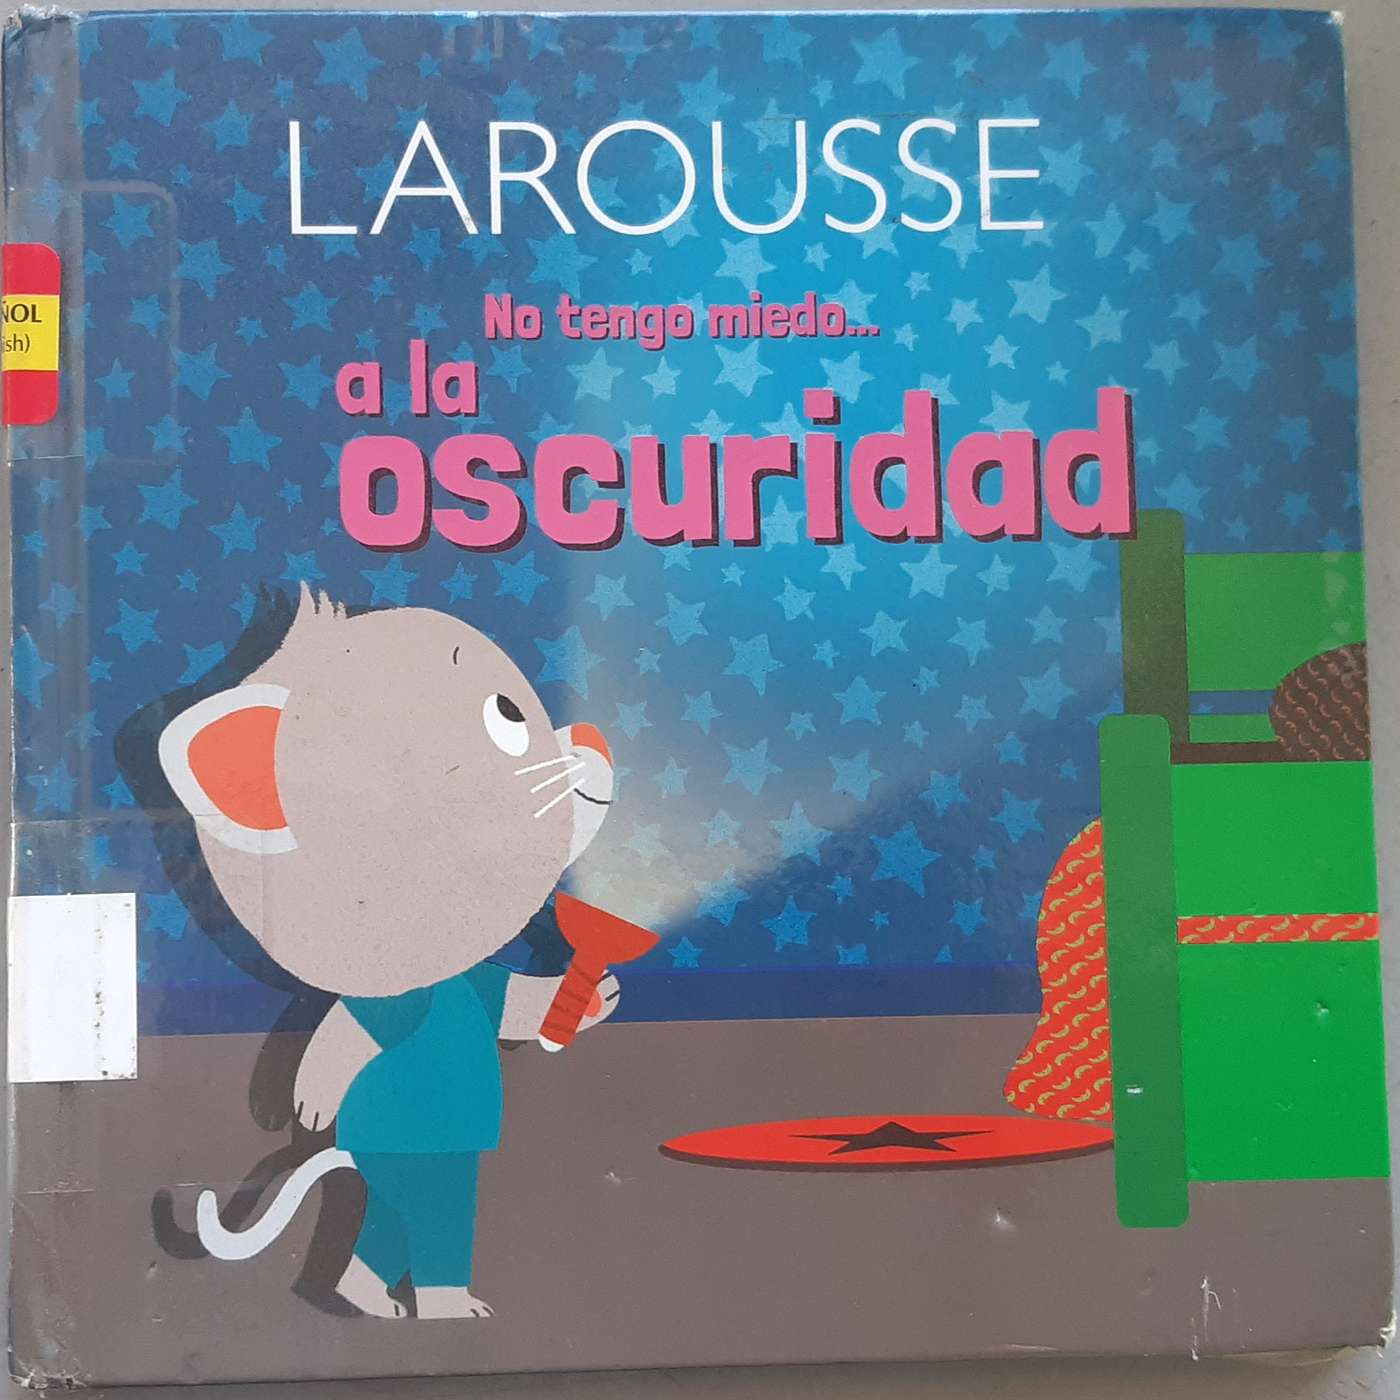 LAROUSSE
No tengo miedo...
a la
oscuridad
ÑOL
ish)